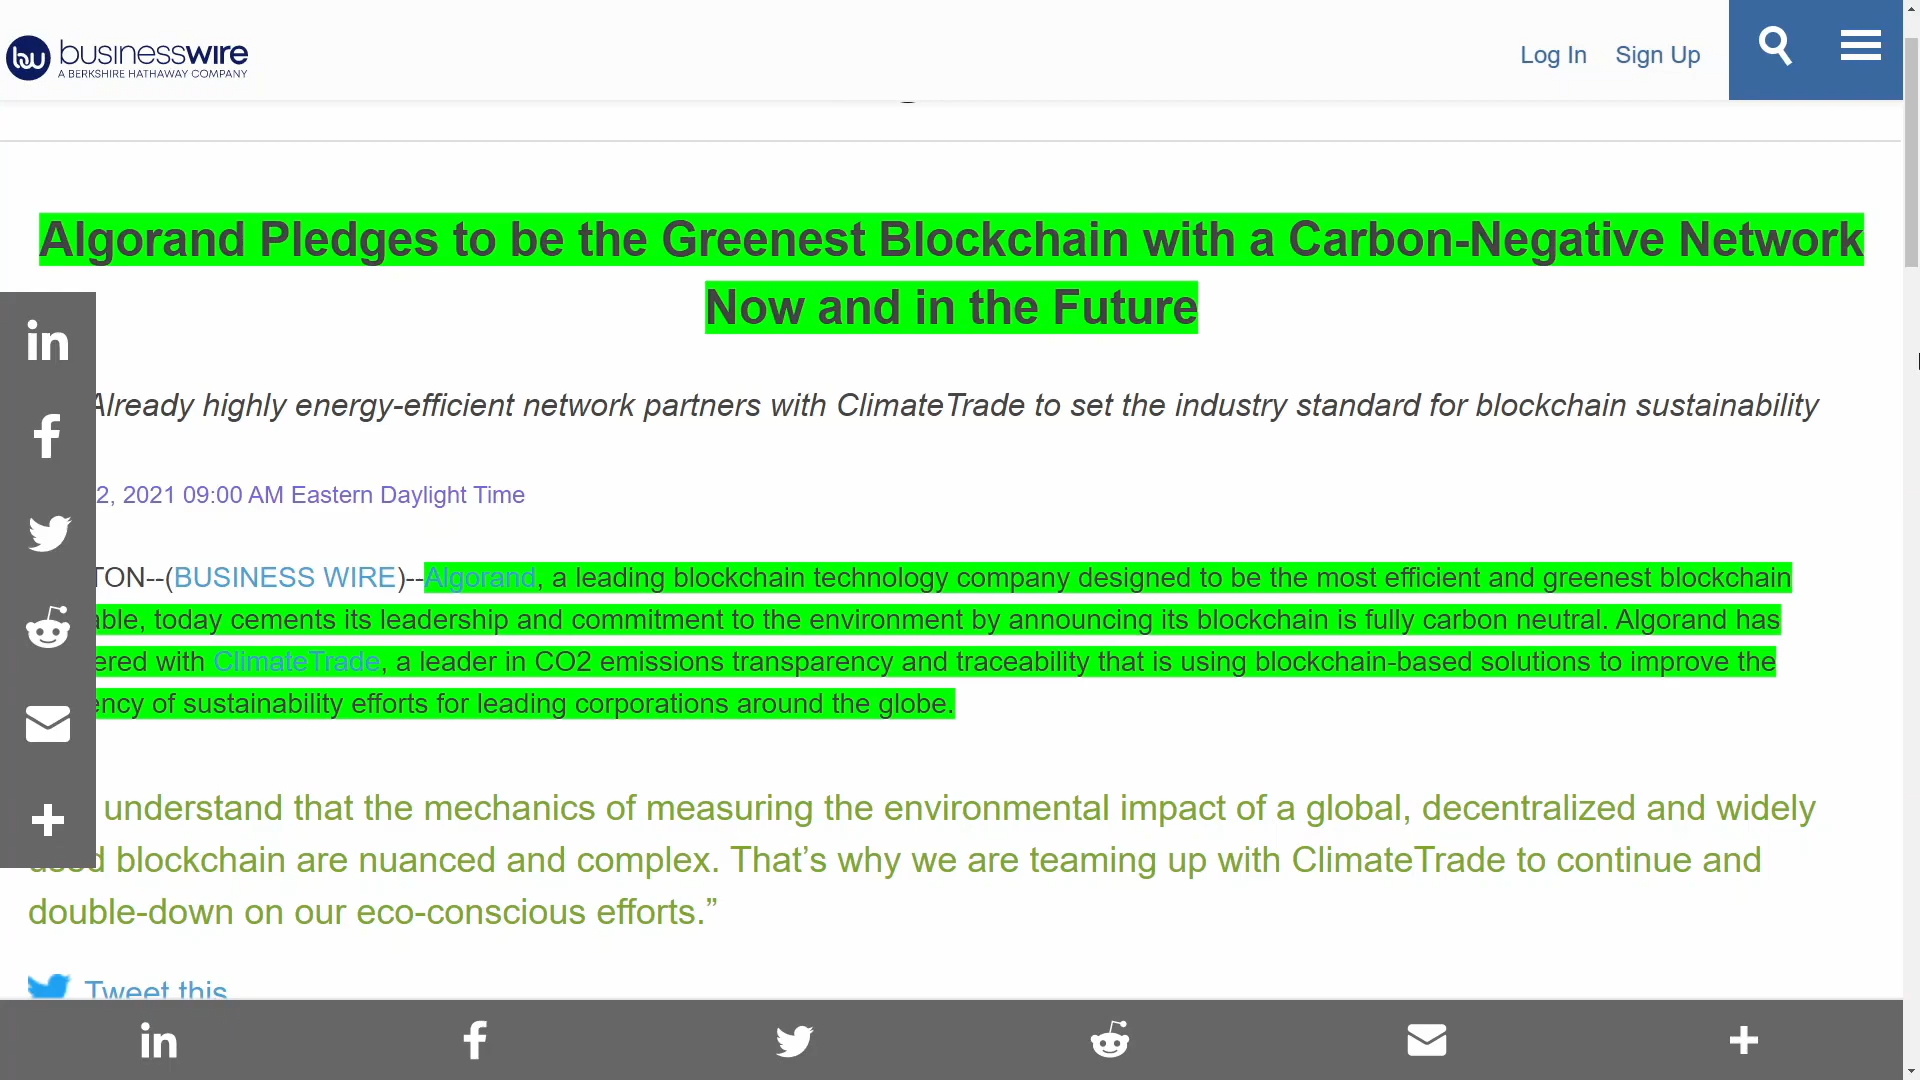 businesswire
A BERKSHIRE HATHAWAY COMPANY
Log In Sign Up
Algorand Pledges to be the Greenest Blockchain with a Carbon-Negative Network
Now and in the Future
Already highly energy-efficient network partners with ClimateTrade to set the industry standard for blockchain sustainability
2, 2021 09:00 AM Eastern Daylight Time
TON--(BUSINESS WIRE)--Algorand, a leading blockchain technology company designed to be the most efficient and greenest blockchain
able, today cements its leadership and commitment to the environment by announcing its blockchain is fully carbon neutral. Algorand has
ered with ClimateTrade, a leader in CO2 emissions transparency and traceability that is using blockchain-based solutions to improve the
ency of sustainability efforts for leading corporations around the globe.
understand that the mechanics of measuring the environmental impact of a global, decentralized and widely
used blockchain are nuanced and complex. That’s why we are teaming up with ClimateTrade to continue and
double-down on our eco-conscious efforts.”
Tweet this